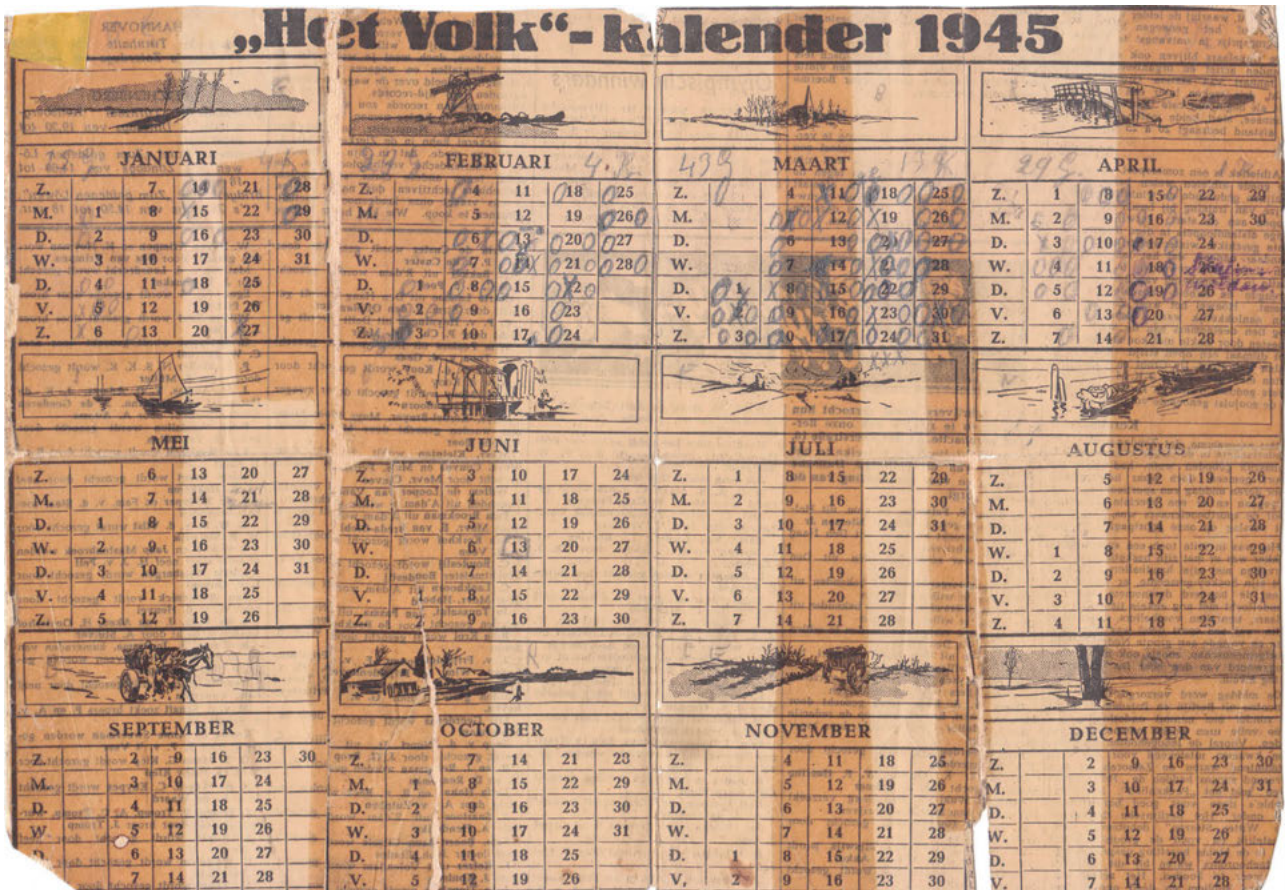 „Het Volk“-kalender 1945
JANUARI
Z. 7 14 21 28
M. 1 8 15 22 29
D. 2 9 16 23 30
W. 3 10 17 24 31
D. 4 11 18 25
V. 5 12 19 26
Z. 6 13 20 27
FEBRUARI
Z. 4 11 18 25
M. 5 12 19 26
D. 6 13 20 27
W. 7 14 21 28
D. 1 8 15 22
V. 2 9 16 23
Z. 3 10 17 24
43 13
MAART
Z. 4 11 18 25
M. 5 12 19 26
D. 6 13 20 27
W. 7 14 21 28
D. 1 8 15 22 29
V. 2 9 16 23 30
Z. 3 10 17 24 31
29
APRIL
Z. 1 8 15 22 29
M. 2 9 16 23 30
D. 3 10 17 24
W. 4 11 18 25
D. 5 12 19 26
V. 6 13 20 27
Z. 7 14 21 28
MEI
Z. 6 13 20 27
M. 7 14 21 28
D. 1 8 15 22 29
W. 2 9 16 23 30
D. 3 10 17 24 31
V. 4 11 18 25
Z. 5 12 19 26
JUNI
Z. 3 10 17 24
M. 4 11 18 25
D. 5 12 19 26
W. 6 13 20 27
D. 7 14 21 28
V. 1 8 15 22 29
Z. 2 9 16 23 30
JULI
Z. 1 8 15 22 29
M. 2 9 16 23 30
D. 3 10 17 24 31
W. 4 11 18 25
D. 5 12 19 26
V. 6 13 20 27
Z. 7 14 21 28
AUGUSTUS
Z. 5 12 19 26
M. 6 13 20 27
D. 7 14 21 28
W. 1 8 15 22 29
D. 2 9 16 23 30
V. 3 10 17 24 31
Z. 4 11 18 25
SEPTEMBER
Z. 2 9 16 23 30
M. 3 10 17 24
D. 4 11 18 25
W. 5 12 19 26
D. 6 13 20 27
7 14 21 28
OCTOBER
Z. 7 14 21 28
M. 1 8 15 22 29
D. 2 9 16 23 30
W. 3 10 17 24 31
D. 4 11 18 25
V. 5 12 19 26
NOVEMBER
Z. 4 11 18 25
M. 5 12 19 26
D. 6 13 20 27
W. 7 14 21 28
D. 1 8 15 22 29
V. 2 9 16 23 30
DECEMBER
Z. 2 9 16 23 30
M. 3 10 17 24 31
D. 4 11 18 25
W. 5 12 19 26
D. 6 13 20 27
V. 7 14 21 28